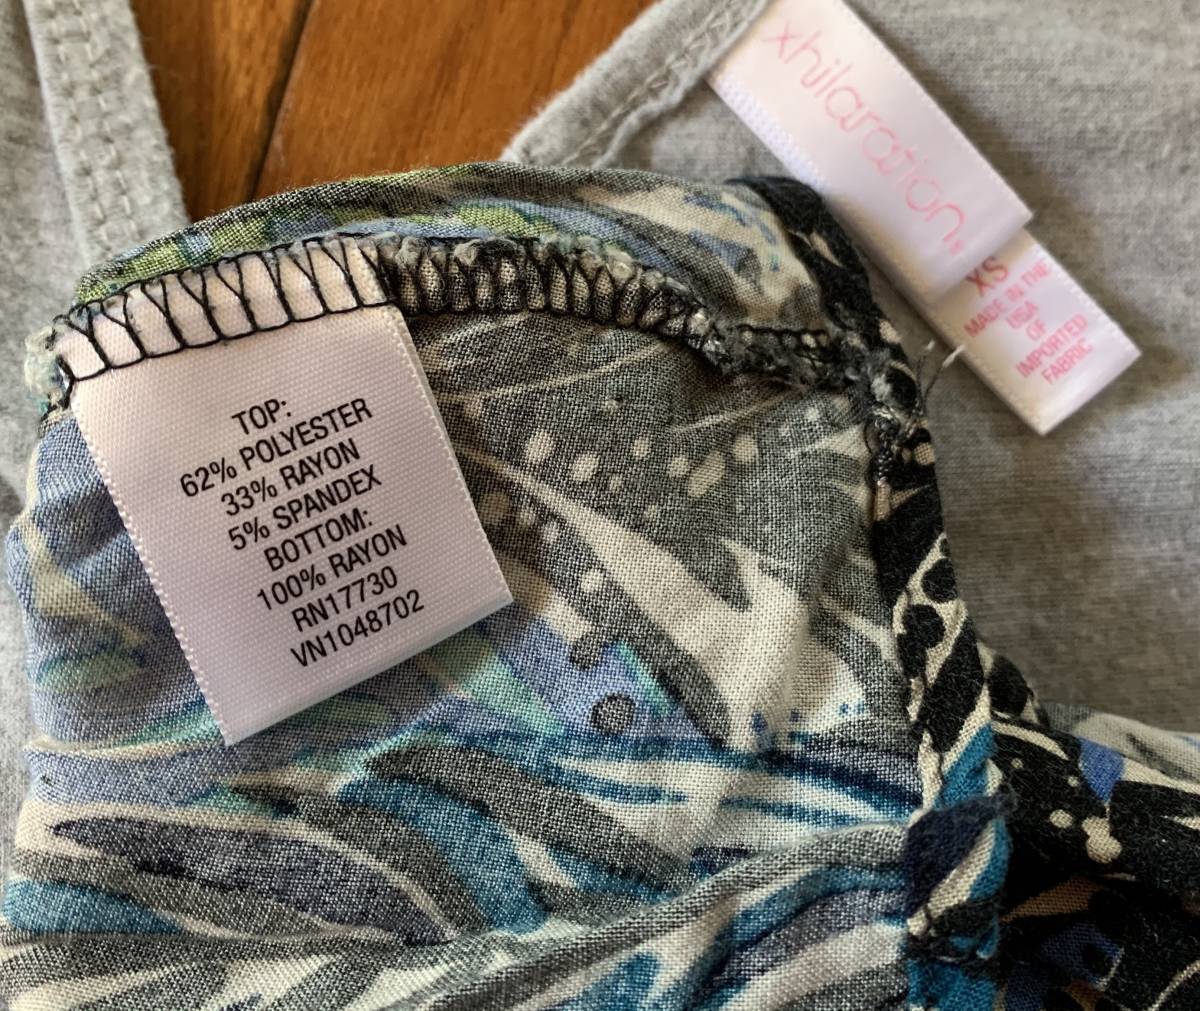 xhilaration.
XS
MADE IN THE
USA
OF
IMPORTED
FABRIC
TOP:
62% POLYESTER
33% RAYON
5% SPANDEX
BOTTOM:
100% RAYON
RN17730
VN1048702